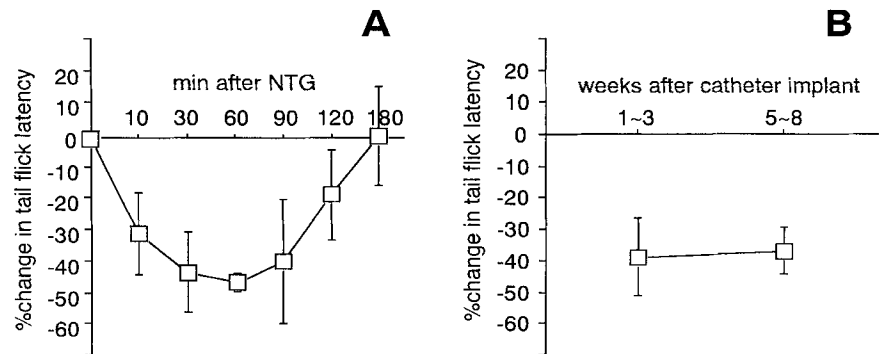 A
%change in tail flick latency
min after NTG
20
10
0
-10
-20
-30
-40
-50
-60
10 30 60 90 120 180
B
%change in tail flick latency
weeks after catheter implant
20
10
0
-10
-20
-30
-40
-50
-60
1~3 5~8